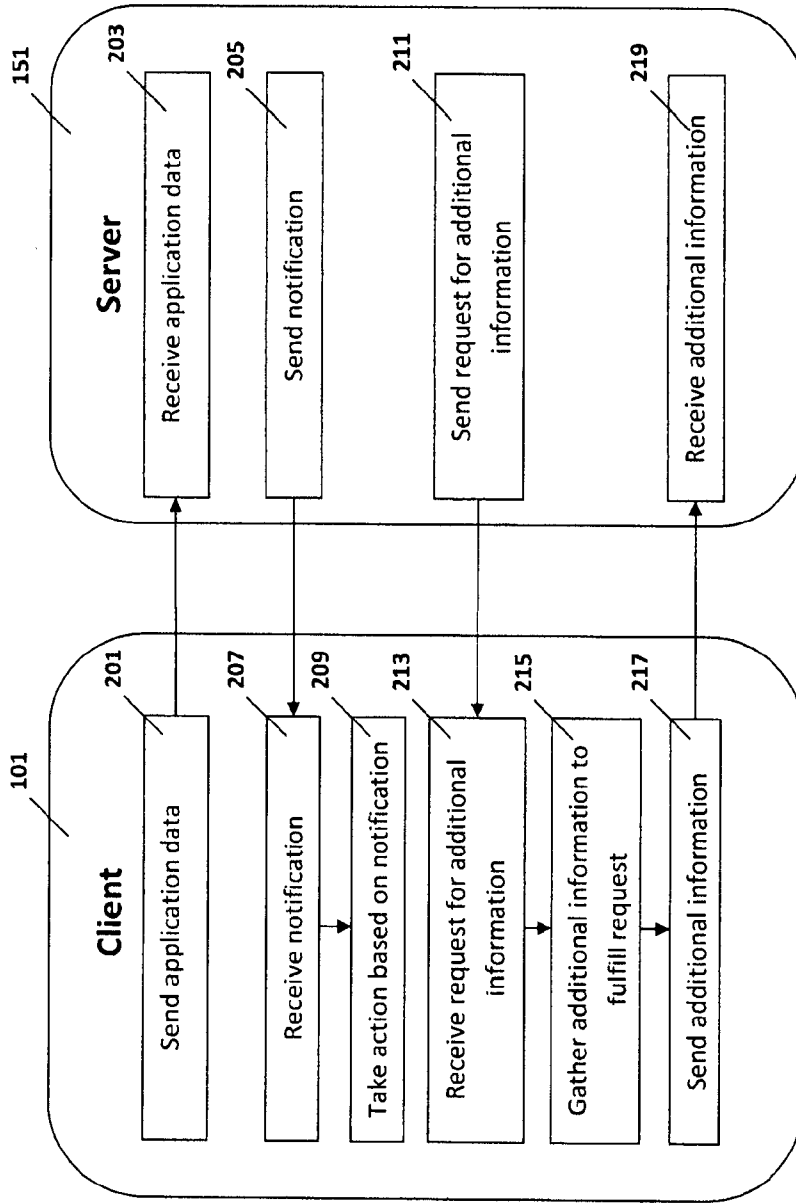 101
Client
201
Send application data
207
Receive notification
209
Take action based on notification
213
Receive request for additional
information
215
Gather additional information to
fulfill request
217
Send additional information
151
Server
203
Receive application data
205
Send notification
211
Send request for additional
information
219
Receive additional information